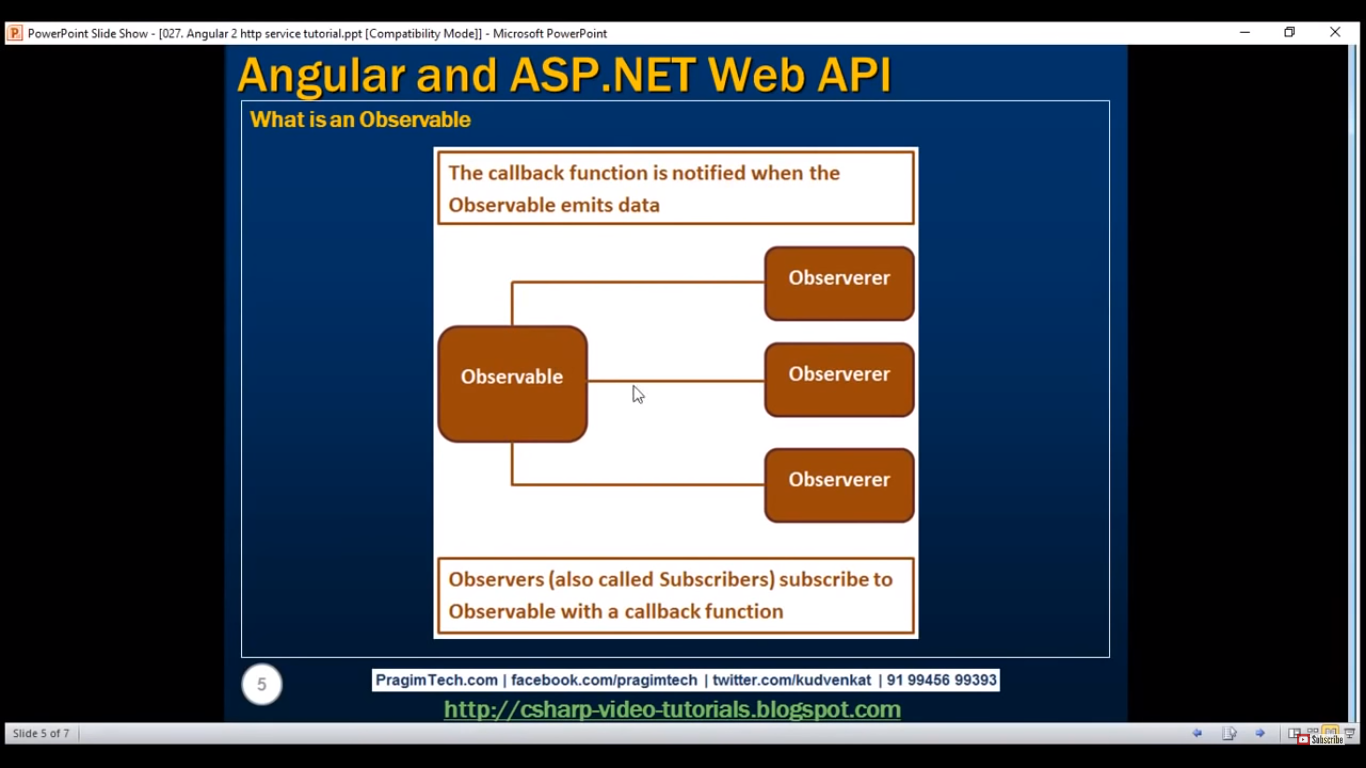 PowerPoint Slide Show - [027. Angular 2 http service tutorial.ppt [Compatibility Mode]] - Microsoft PowerPoint
Angular and ASP.NET Web API
What is an Observable
The callback function is notified when the
Observable emits data
Observerer
Observable
Observerer
Observerer
Observers (also called Subscribers) subscribe to
Observable with a callback function
5
PragimTech.com | facebook.com/pragimtech | twitter.com/kudvenkat | 91 99456 99393
http://csharp-video-tutorials.blogspot.com
Slide 5 of 7
Subscribe